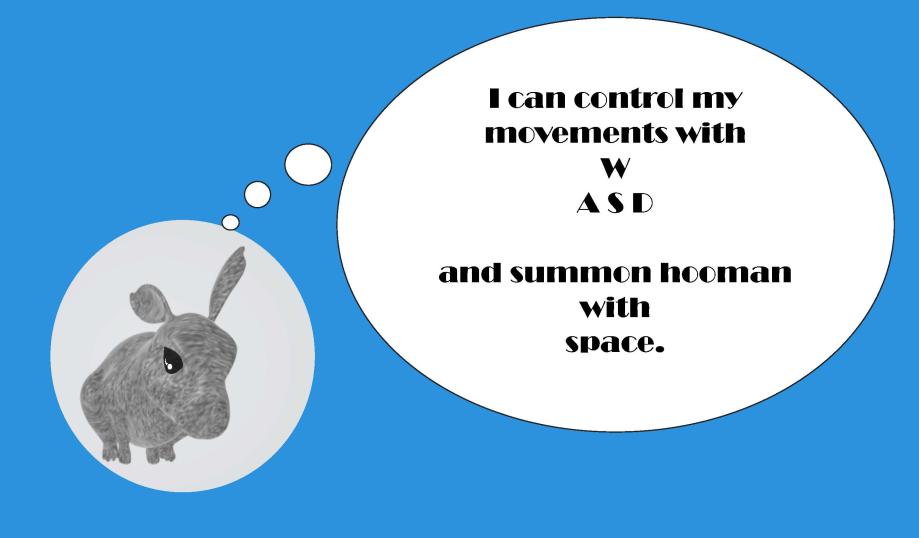 I can control my
movements with
W
A S D
and summon hooman
with
space.